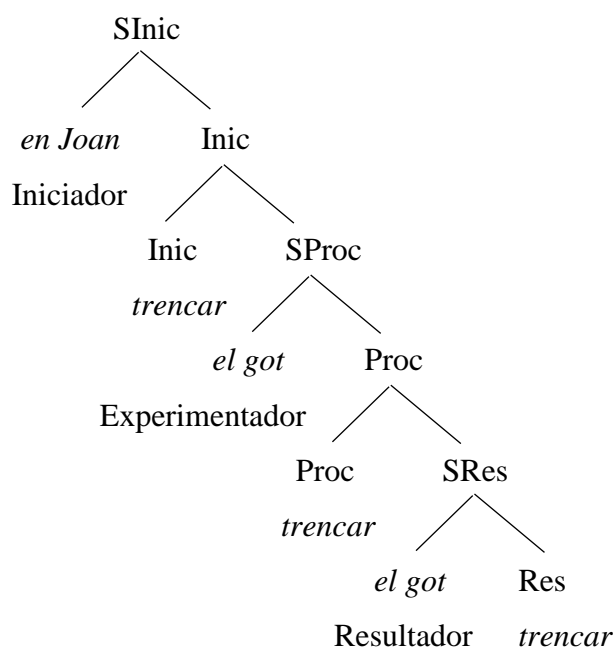 SInic
en Joan Inic
Iniciador
Inic SProc
trencar
el got Proc
Experimentador
Proc SRes
trencar
el got Res
Resultador trencar